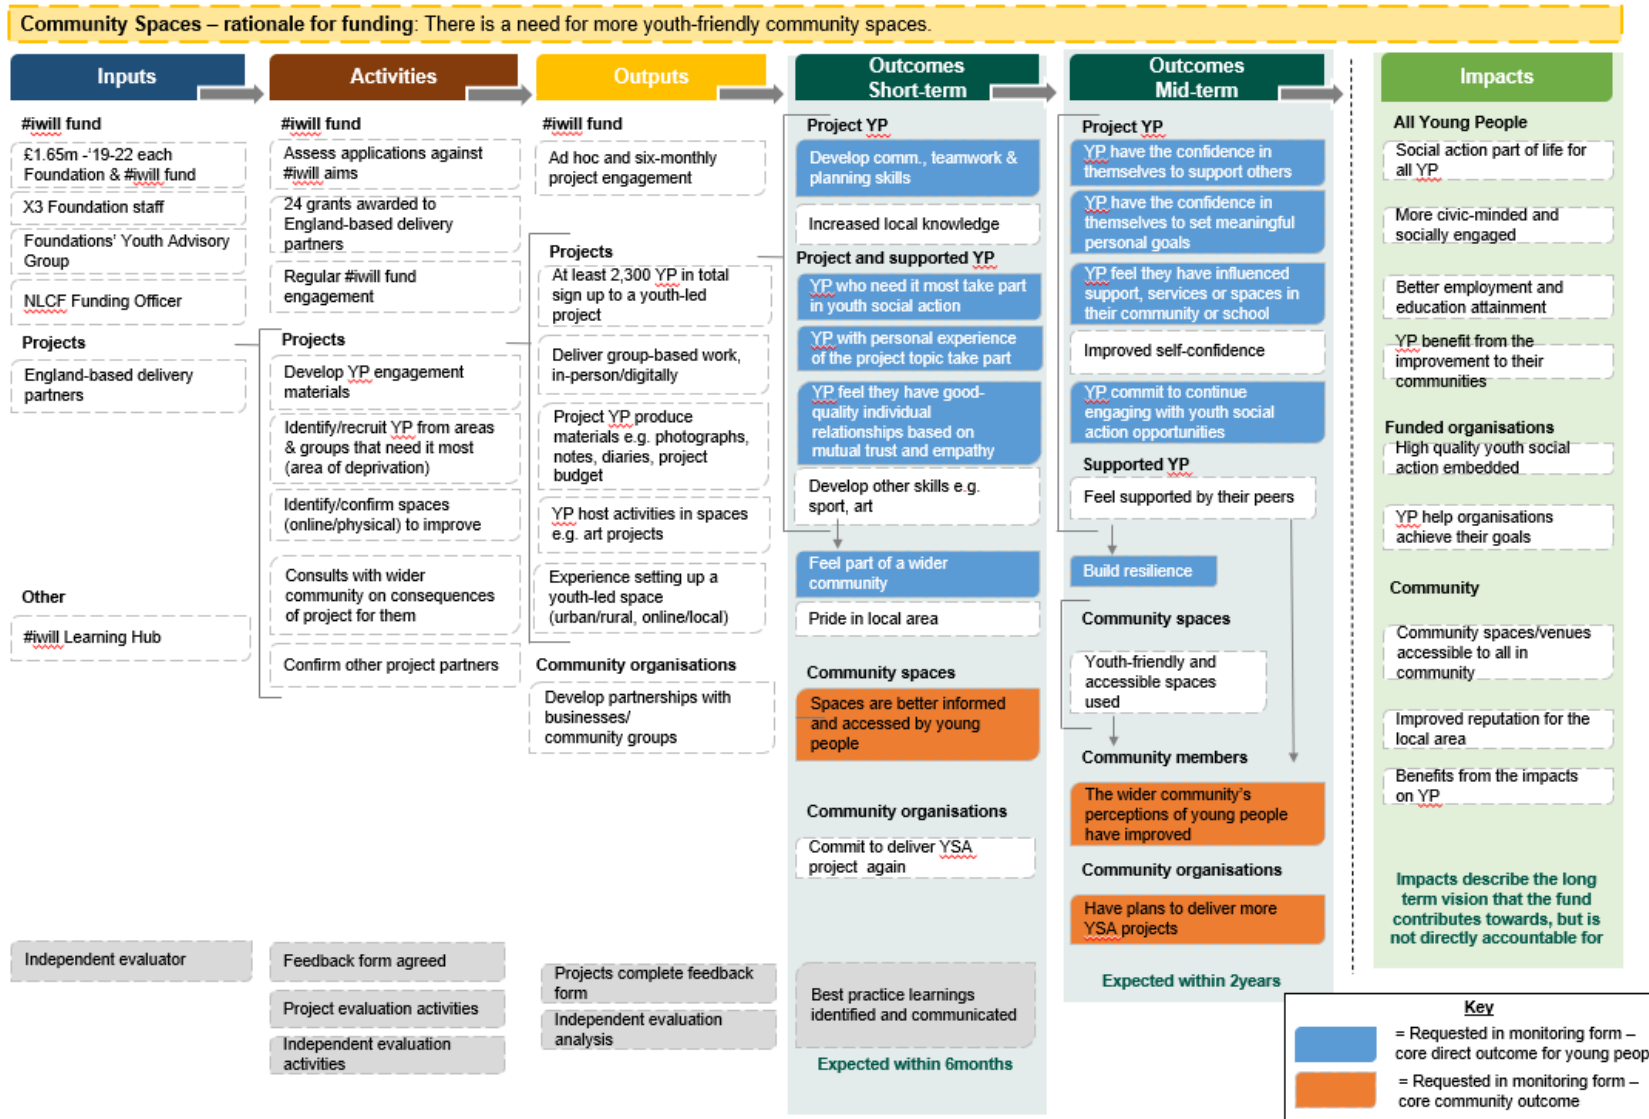 Community Spaces – rationale for funding: There is a need for more youth-friendly community spaces.
Inputs
#iwill fund
£1.65m -‘19-22 each
Foundation & #iwill fund
X3 Foundation staff
Foundations’ Youth Advisory
Group
NLCF Funding Officer
Projects
England-based delivery
partners
Other
#iwill Learning Hub
Independent evaluator
Activities
#iwill fund
Assess applications against
#iwill aims
24 grants awarded to
England-based delivery
partners
Regular #iwill fund
engagement
Projects
Develop YP engagement
materials
Identify/recruit YP from areas
& groups that need it most
(area of deprivation)
Identify/confirm spaces
(online/physical) to improve
Consults with wider
community on consequences
of project for them
Confirm other project partners
Feedback form agreed
Project evaluation activities
Independent evaluation
activities
Outputs
#iwill fund
Ad hoc and six-monthly
project engagement
Projects
At least 2,300 YP in total
sign up to a youth-led
project
Deliver group-based work,
in-person/digitally
Project YP produce
materials e.g. photographs,
notes, diaries, project
budget
YP host activities in spaces
e.g. art projects
Experience setting up a
youth-led space
(urban/rural, online/local)
Community organisations
Develop partnerships with
businesses/
community groups
Projects complete feedback
form
Independent evaluation
analysis
Outcomes
Short-term
Project YP
Develop comm., teamwork &
planning skills
Increased local knowledge
Project and supported YP
YP who need it most take part
in youth social action
YP with personal experience
of the project topic take part
YP feel they have good-
quality individual
relationships based on
mutual trust and empathy
Develop other skills e.g.
sport, art
Feel part of a wider
community
Pride in local area
Community spaces
Spaces are better informed
and accessed by young
people
Community organisations
Commit to deliver YSA
project again
Best practice learnings
identified and communicated
Expected within 6months
Outcomes
Mid-term
Project YP
YP have the confidence in
themselves to support others
YP have the confidence in
themselves to set meaningful
personal goals
YP feel they have influenced
support, services or spaces in
their community or school
Improved self-confidence
YP commit to continue
engaging with youth social
action opportunities
Supported YP
Feel supported by their peers
Build resilience
Community spaces
Youth-friendly and
accessible spaces
used
Community members
The wider community’s
perceptions of young people
have improved
Community organisations
Have plans to deliver more
YSA projects
Expected within 2years
Impacts
All Young People
Social action part of life for
all YP
More civic-minded and
socially engaged
Better employment and
education attainment
YP benefit from the
improvement to their
communities
Funded organisations
High quality youth social
action embedded
YP help organisations
achieve their goals
Community
Community spaces/venues
accessible to all in
community
Improved reputation for the
local area
Benefits from the impacts
on YP
Impacts describe the long
term vision that the fund
contributes towards, but is
not directly accountable for
Key
= Requested in monitoring form –
core direct outcome for young peop
= Requested in monitoring form –
core community outcome